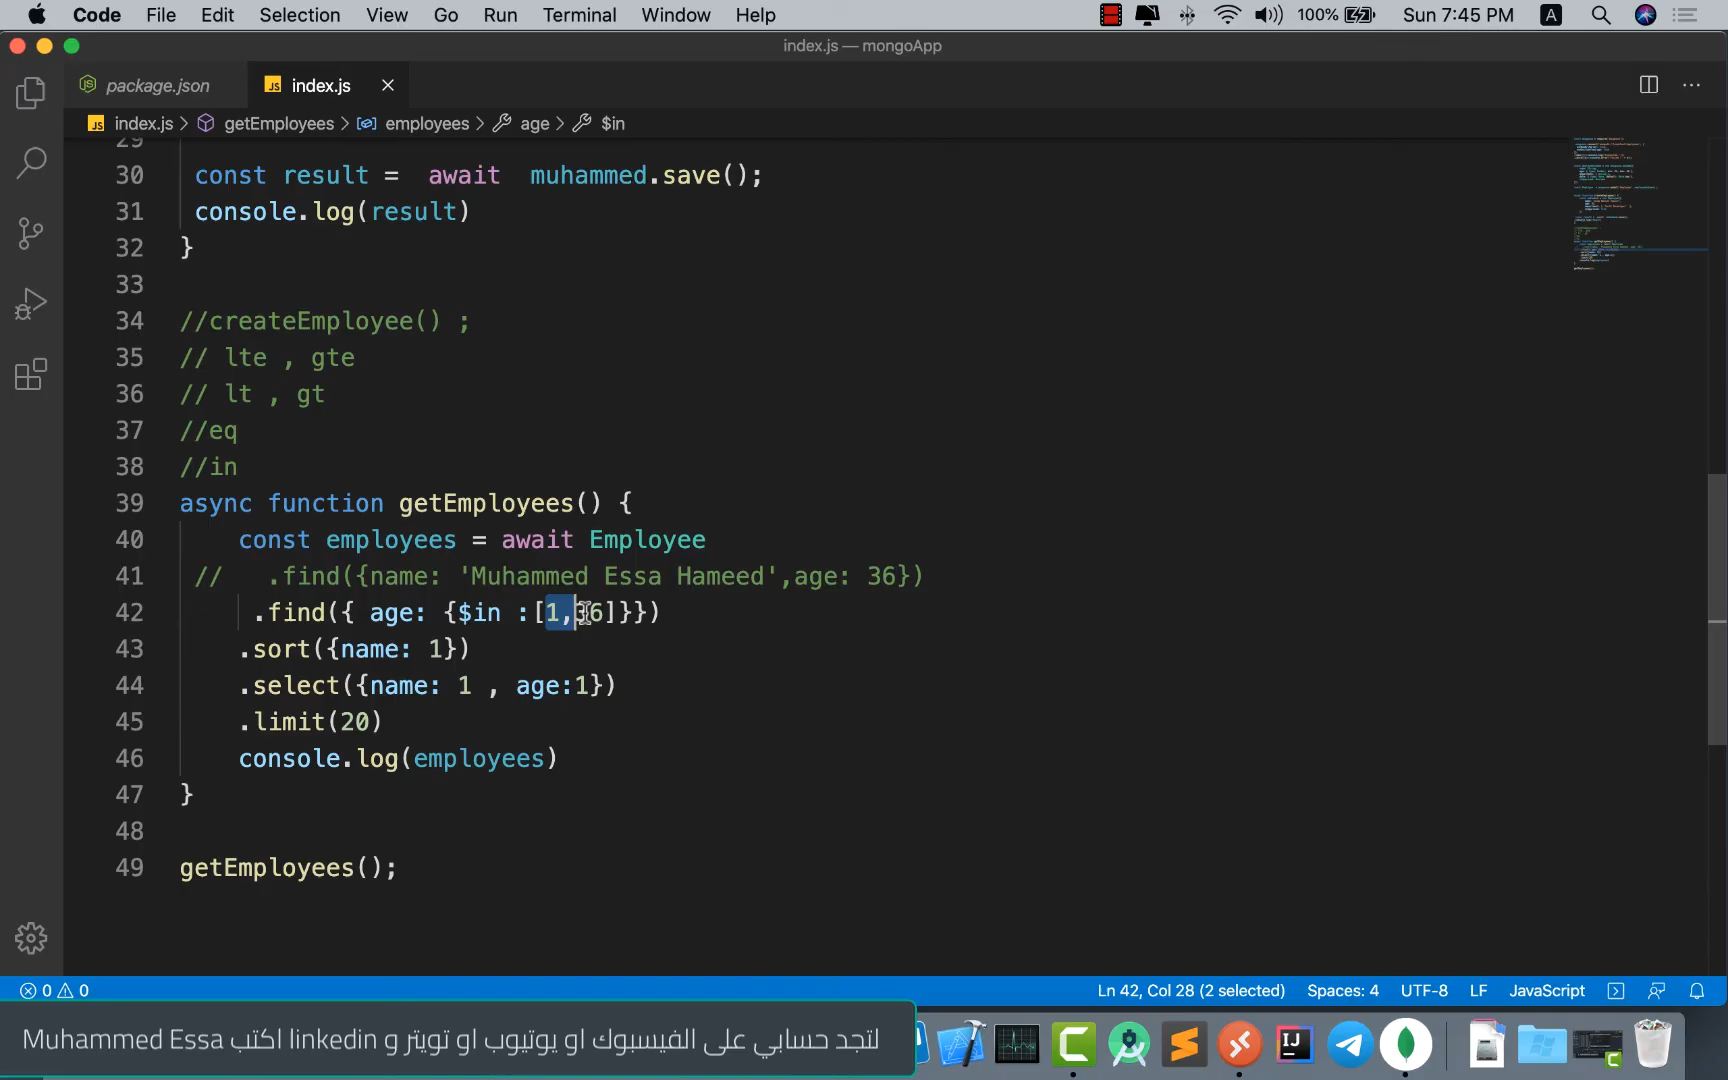 Code File Edit Selection View Go Run Terminal Window Help 100% Sun 7:45 PM A
index.js — mongoApp
package.json JS index.js
JS index.js > getEmployees > employees > age > $in
29
30 const result = await muhammed.save();
31 console.log(result)
32 }
33
34 //createEmployee() ;
35 // lte , gte
36 // lt , gt
37 //eq
38 //in
39 async function getEmployees() {
40 const employees = await Employee
41 // .find({name: 'Muhammed Essa Hameed',age: 36})
42 .find({ age: {$in :[1,36]}})
43 .sort({name: 1})
44 .select({name: 1 , age:1})
45 .limit(20)
46 console.log(employees)
47 }
48
49 getEmployees();
0 0 Ln 42, Col 28 (2 selected) Spaces: 4 UTF-8 LF JavaScript
لتجد حسابي على الفيسبوك او يوتيوب او تويتر و linkedin اكتب Muhammed Essa
IJ